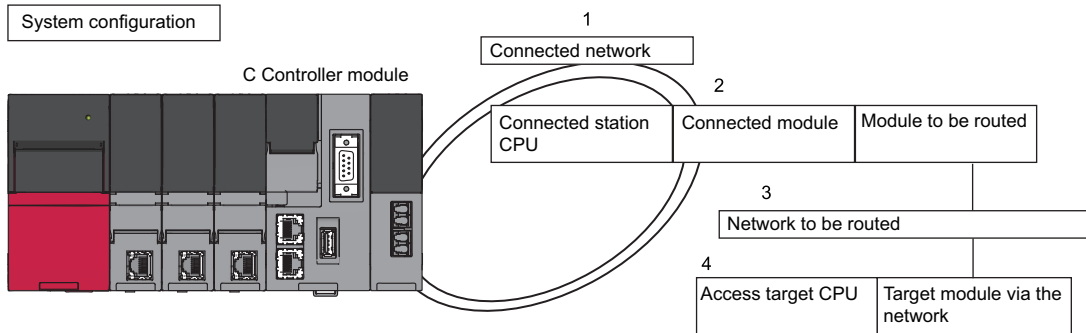 System configuration
1
Connected network
C Controller module
2
Connected station
CPU
Connected module
Module to be routed
3
Network to be routed
4
Access target CPU
Target module via the
network